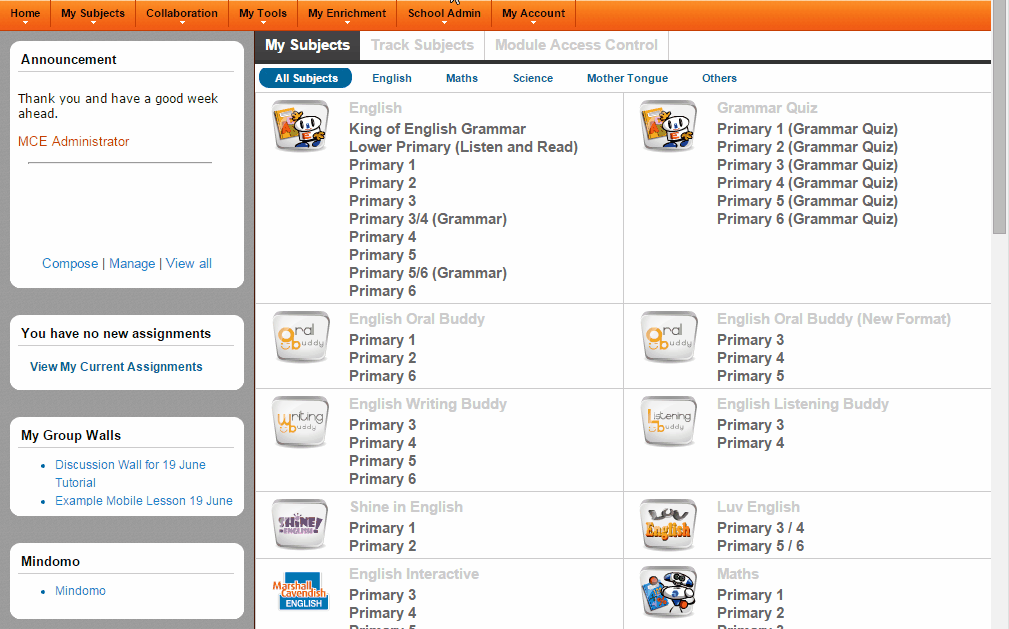 Home My Subjects Collaboration My Tools My Enrichment School Admin My Account
Announcement
Thank you and have a good week
ahead.
MCE Administrator
Compose | Manage | View all
You have no new assignments
View My Current Assignments
My Group Walls
Discussion Wall for 19 June
Tutorial
Example Mobile Lesson 19 June
Mindomo
Mindomo
My Subjects Track Subjects Module Access Control
All Subjects English Maths Science Mother Tongue Others
English
King of English Grammar
Lower Primary (Listen and Read)
Primary 1
Primary 2
Primary 3
Primary 3/4 (Grammar)
Primary 4
Primary 5
Primary 5/6 (Grammar)
Primary 6
Grammar Quiz
Primary 1 (Grammar Quiz)
Primary 2 (Grammar Quiz)
Primary 3 (Grammar Quiz)
Primary 4 (Grammar Quiz)
Primary 5 (Grammar Quiz)
Primary 6 (Grammar Quiz)
oral
buddy
English Oral Buddy
Primary 1
Primary 2
Primary 6
oral
buddy
English Oral Buddy (New Format)
Primary 3
Primary 4
Primary 5
writing
buddy
English Writing Buddy
Primary 3
Primary 4
Primary 5
Primary 6
Listening
buddy
English Listening Buddy
Primary 3
Primary 4
SHiNE!
ENGLISH
Shine in English
Primary 1
Primary 2
LUV
English
Luv English
Primary 3 / 4
Primary 5 / 6
Marshall
Cavendish
ENGLISH
English Interactive
Primary 3
Primary 4
Primary 5
Maths
Primary 1
Primary 2
Primary 3